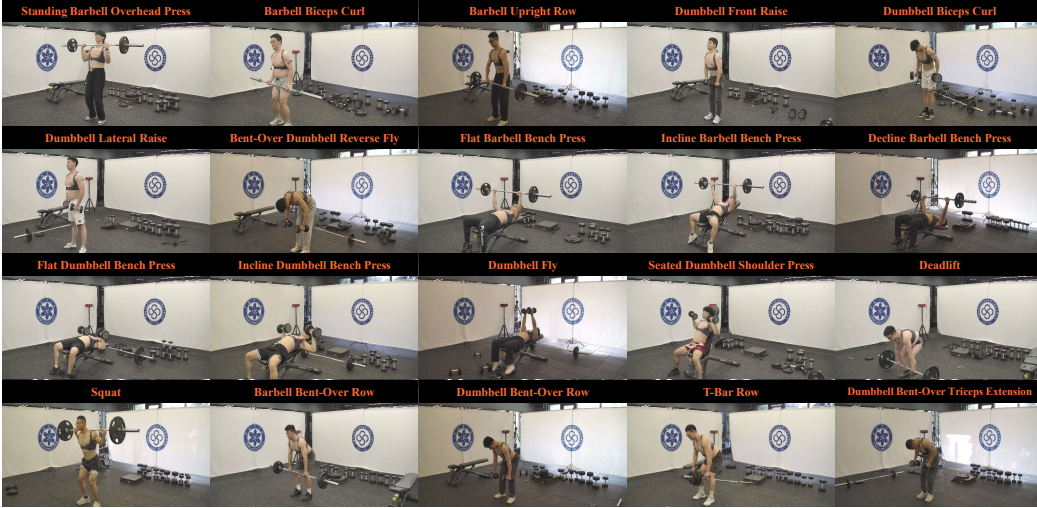 Standing Barbell Overhead Press
Barbell Biceps Curl
Barbell Upright Row
Dumbbell Front Raise
Dumbbell Biceps Curl
Dumbbell Lateral Raise
Bent-Over Dumbbell Reverse Fly
Flat Barbell Bench Press
Incline Barbell Bench Press
Decline Barbell Bench Press
Flat Dumbbell Bench Press
Incline Dumbbell Bench Press
Dumbbell Fly
Seated Dumbbell Shoulder Press
Deadlift
Squat
Barbell Bent-Over Row
Dumbbell Bent-Over Row
T-Bar Row
Dumbbell Bent-Over Triceps Extension